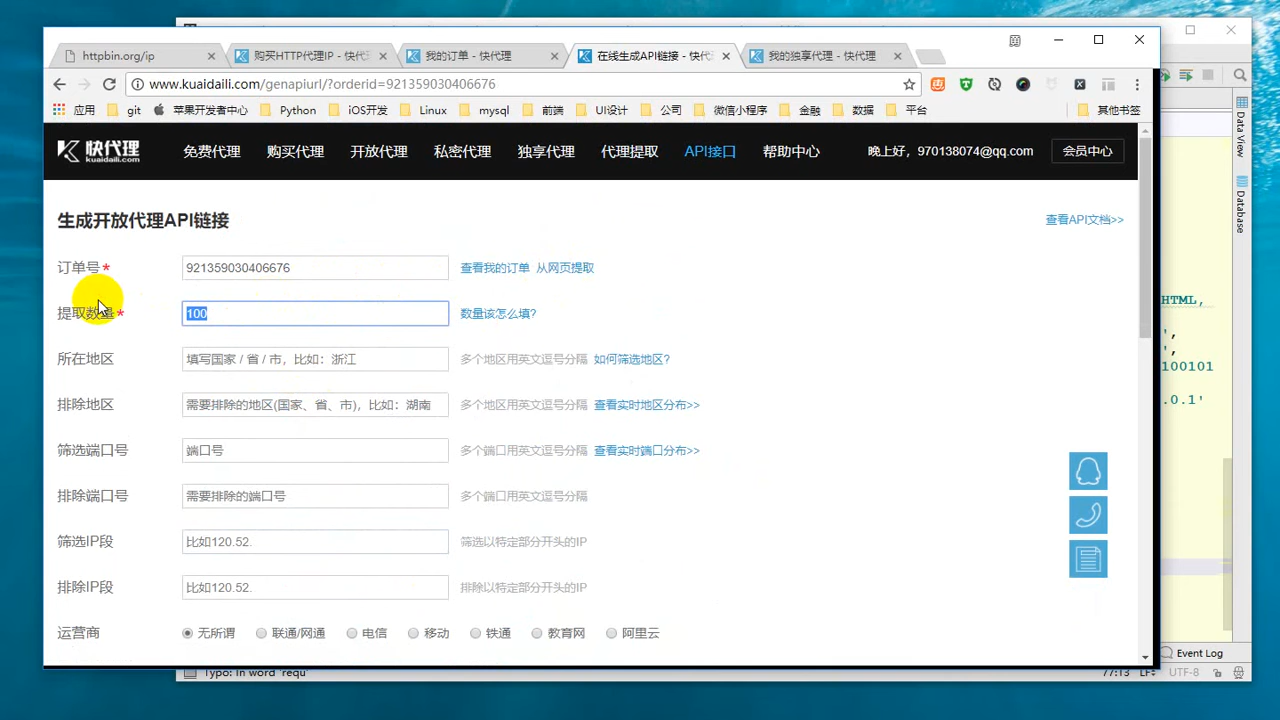 httpbin.org/ip
购买HTTP代理IP - 快代
我的订单 - 快代理
在线生成API链接 - 快代
我的独享代理 - 快代理
www.kuaidaili.com/genapiurl/?orderid=921359030406676
应用 git 苹果开发者中心 Python iOS开发 Linux mysql 前端 UI设计 公司 微信小程序 金融 数据 平台 其他书签
快代理 kuaidaili.com 免费代理 购买代理 开放代理 私密代理 独享代理 代理提取 API接口 帮助中心 晚上好，970138074@qq.com 会员中心
生成开放代理API链接 查看API文档>>
订单号* 921359030406676 查看我的订单 从网页提取
提取数量* 100 数量该怎么填?
所在地区 填写国家 / 省 / 市，比如：浙江 多个地区用英文逗号分隔 如何筛选地区?
排除地区 需要排除的地区(国家、省、市)，比如：湖南 多个地区用英文逗号分隔 查看实时地区分布>>
筛选端口号 端口号 多个端口用英文逗号分隔 查看实时端口分布>>
排除端口号 需要排除的端口号 多个端口用英文逗号分隔
筛选IP段 比如120.52. 筛选以特定部分开头的IP
排除IP段 比如120.52. 排除以特定部分开头的IP
运营商 无所谓 联通/网通 电信 移动 铁通 教育网 阿里云
Data View
Database
HTML,
',
',
100101
.0.1'
Event Log
Typo: In word 'requ'
77:13 LF÷ UTF-8